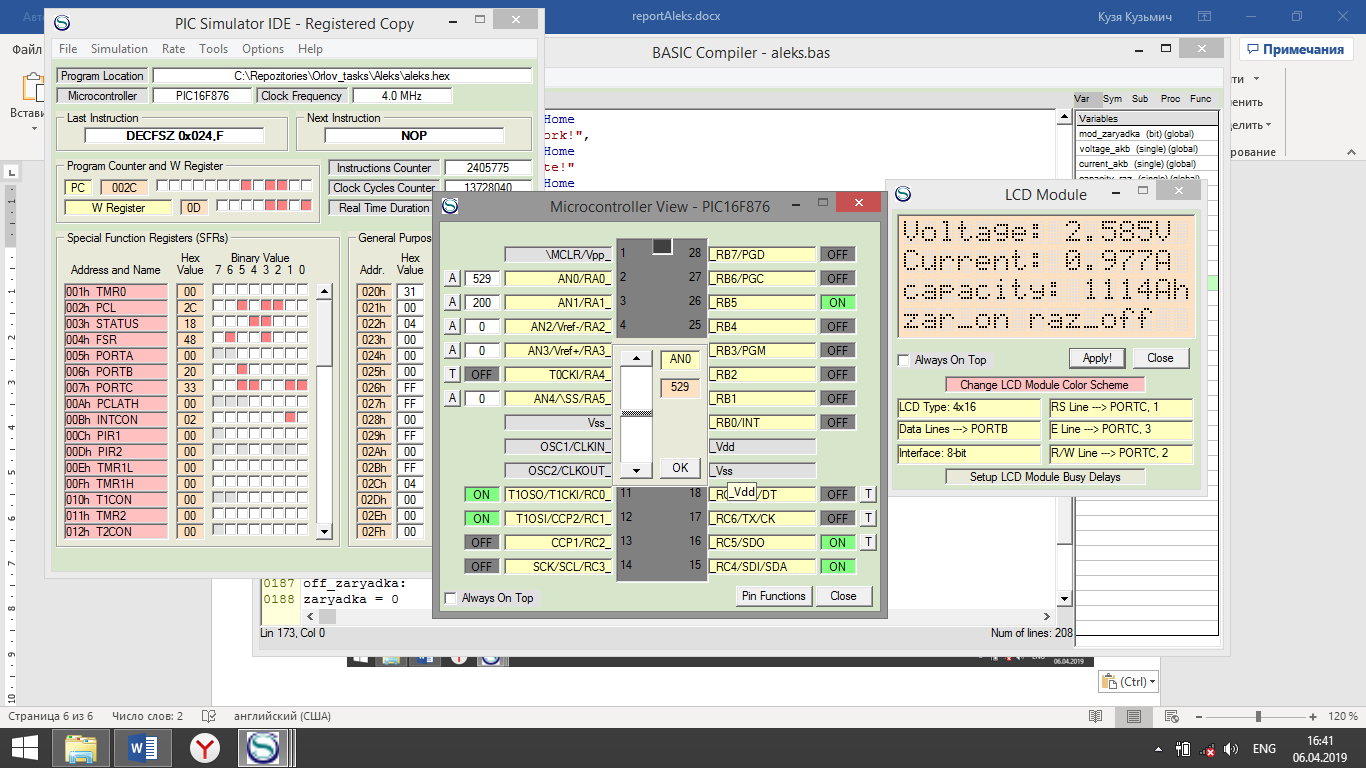 Авто
reportAleks.docx
Кузя Кузьмич
Файл
Примечания
Встави
PIC Simulator IDE - Registered Copy
File Simulation Rate Tools Options Help
Program Location C:\Repozitories\Orlov_tasks\Aleks\aleks.hex
Microcontroller PIC16F876 Clock Frequency 4.0 MHz
Last Instruction
DECFSZ 0x024,F
Next Instruction
NOP
Program Counter and W Register
PC 002C
W Register 0D
Instructions Counter 2405775
Clock Cycles Counter 13728040
Real Time Duration
Special Function Registers (SFRs)
Address and Name Hex Value Binary Value 7 6 5 4 3 2 1 0
001h TMR0 00
002h PCL 2C
003h STATUS 18
004h FSR 48
005h PORTA 00
006h PORTB 20
007h PORTC 33
00Ah PCLATH 00
00Bh INTCON 02
00Ch PIR1 00
00Dh PIR2 00
00Eh TMR1L 00
00Fh TMR1H 00
010h T1CON 00
011h TMR2 00
012h T2CON 00
General Purpos
Addr. Hex Value
020h 31
021h 00
022h 04
023h 00
024h 00
025h 00
026h FF
027h FF
028h 00
029h FF
02Ah 00
02Bh FF
02Ch 04
02Dh 00
02Eh 00
02Fh 00
BASIC Compiler - aleks.bas
Home
ork!",
Home
te!"
Home
Var Sym Sub Proc Func
Variables
mod_zaryadka (bit) (global)
voltage_akb (single) (global)
current_akb (single) (global)
0187 off_zaryadka:
0188 zaryadka = 0
Lin 173, Col 0
Num of lines: 208
Microcontroller View - PIC16F876
\MCLR/Vpp_ 1 28 _RB7/PGD OFF
A 529 AN0/RA0_ 2 27 _RB6/PGC OFF
A 200 AN1/RA1_ 3 26 _RB5 ON
A 0 AN2/Vref-/RA2_ 4 25 _RB4 OFF
A 0 AN3/Vref+/RA3_ _RB3/PGM OFF
T OFF T0CKI/RA4_ _RB2 OFF
A 0 AN4/\SS/RA5_ _RB1 OFF
Vss_ _RB0/INT OFF
OSC1/CLKIN_ _Vdd
OSC2/CLKOUT_ _Vss
ON T1OSO/T1CKI/RC0_ 11 18 _RC /DT OFF T
ON T1OSI/CCP2/RC1_ 12 17 _RC6/TX/CK OFF T
OFF CCP1/RC2_ 13 16 _RC5/SDO ON T
OFF SCK/SCL/RC3_ 14 15 _RC4/SDI/SDA ON
AN0
529
OK
_Vdd
Always On Top
Pin Functions Close
LCD Module
Voltage: 2.585V
Current: 0.977A
capacity: 1114Ah
zar_on raz_off
Always On Top Apply! Close
Change LCD Module Color Scheme
LCD Type: 4x16 RS Line ---> PORTC, 1
Data Lines ---> PORTB E Line ---> PORTC, 3
Interface: 8-bit R/W Line ---> PORTC, 2
Setup LCD Module Busy Delays
(Ctrl)
Страница 6 из 6 Число слов: 2 английский (США) 120 %
ENG 16:41
06.04.2019